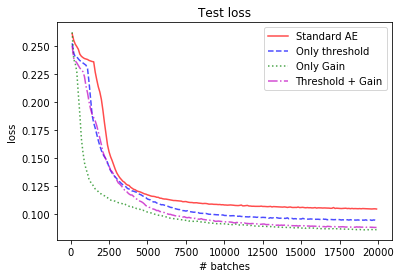 Test loss
Standard AE
Only threshold
Only Gain
Threshold + Gain
loss
0.250
0.225
0.200
0.175
0.150
0.125
0.100
0 2500 5000 7500 10000 12500 15000 17500 20000
# batches